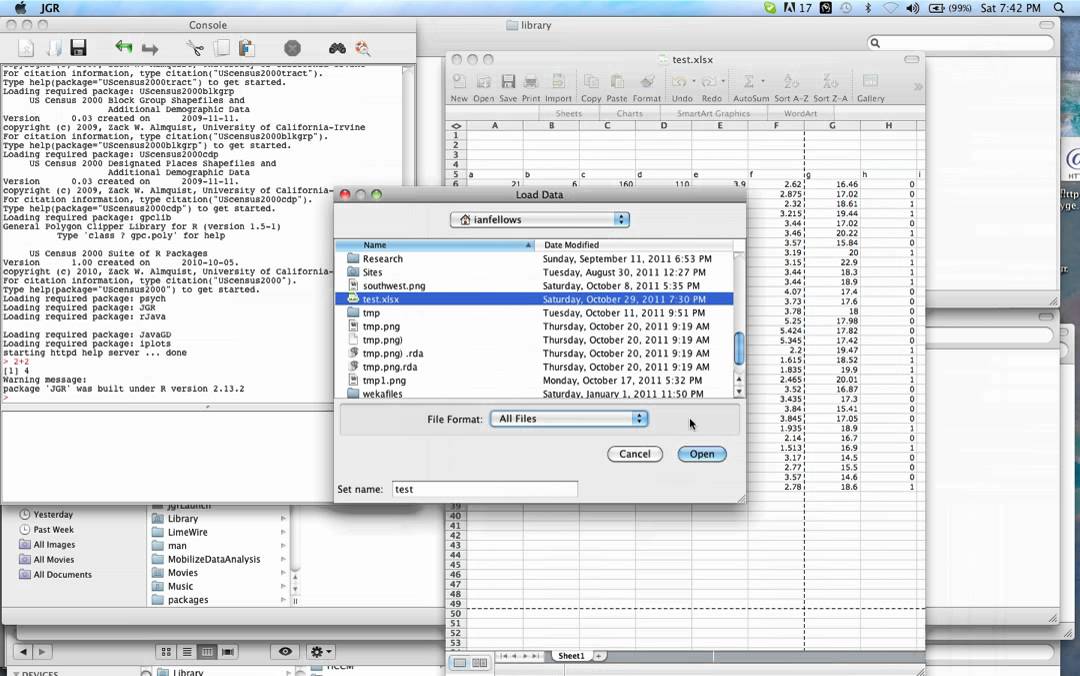 JGR
17
(99%)
Sat 7:42 PM
Console
library
test.xlsx
For citation information, type citation("UScensus2000tract").
Type help(package="UScensus2000tract") to get started.
Loading required package: UScensus2000blkgrp
US Census 2000 Block Group Shapefiles and
Additional Demographic Data
Version 0.03 created on 2009-11-11.
copyright (c) 2009, Zack W. Almquist, University of California-Irvine
For citation information, type citation("UScensus2000blkgrp").
Type help(package="UScensus2000blkgrp") to get started.
Loading required package: UScensus2000cdp
US Census 2000 Designated Places Shapefiles and
Additional Demographic Data
Version 0.03 created on 2009-11-11.
copyright (c) 2009, Zack W. Almquist, University of California-
For citation information, type citation("UScensus2000cdp").
Type help(package="UScensus2000cdp") to get started.
Loading required package: gpclib
General Polygon Clipper Library for R (version 1.5-1)
Type 'class ? gpc.poly' for help
US Census 2000 Suite of R Packages
Version 1.00 created on 2010-10-05.
copyright (c) 2010, Zack W. Almquist, University of California-
For citation information, type citation("UScensus2000").
Type help(package="UScensus2000") to get started.
Loading required package: psych
Loading required package: JGR
Loading required package: rJava
Loading required package: JavaGD
Loading required package: iplots
starting httpd help server ... done
> 2+2
[1] 4
Warning message:
package 'JGR' was built under R version 2.13.2
>
New Open Save Print Import Copy Paste Format Undo Redo AutoSum Sort A-Z Sort Z-A Gallery
Sheets Charts SmartArt Graphics WordArt
A B C D E F G H
1
2
3
4
5 a b c d e f g h i
6 21 6 160 110 3.9 2.62 16.46 0
2.875 17.02 0
2.32 18.61 1
3.215 19.44 1
3.44 17.02 0
3.46 20.22 1
3.57 15.84 0
3.19 20 1
3.15 22.9 1
3.44 18.3 1
3.44 18.9 1
4.07 17.4 0
3.73 17.6 0
3.78 18 0
5.25 17.98 0
5.424 17.82 0
5.345 17.42 0
2.2 19.47 1
1.615 18.52 1
1.835 19.9 1
2.465 20.01 1
3.52 16.87 0
3.435 17.3 0
3.84 15.41 0
3.845 17.05 0
1.935 18.9 1
2.14 16.7 0
1.513 16.9 1
3.17 14.5 0
2.77 15.5 0
3.57 14.6 0
2.78 18.6 1
39
40
41
42
43
44
45
46
47
48
49
50
51
52
53
Sheet1
Load Data
ianfellows
Name Date Modified
Research Sunday, September 11, 2011 6:53 PM
Sites Tuesday, August 30, 2011 12:27 PM
southwest.png Saturday, October 8, 2011 5:35 PM
test.xlsx Saturday, October 29, 2011 7:30 PM
tmp Tuesday, October 11, 2011 9:51 PM
tmp.png Thursday, October 20, 2011 9:19 AM
tmp.png) Thursday, October 20, 2011 9:19 AM
tmp.png) .rda Thursday, October 20, 2011 9:19 AM
tmp.png.rda Thursday, October 20, 2011 9:19 AM
tmp1.png Monday, October 17, 2011 5:32 PM
wekafiles Saturday, January 1, 2011 11:50 PM
File Format: All Files
Cancel Open
Set name: test
Yesterday
Past Week
All Images
All Movies
All Documents
jgrLaunch
Library
LimeWire
man
MobilizeDataAnalysis
Movies
Music
packages
DEVICES
Library